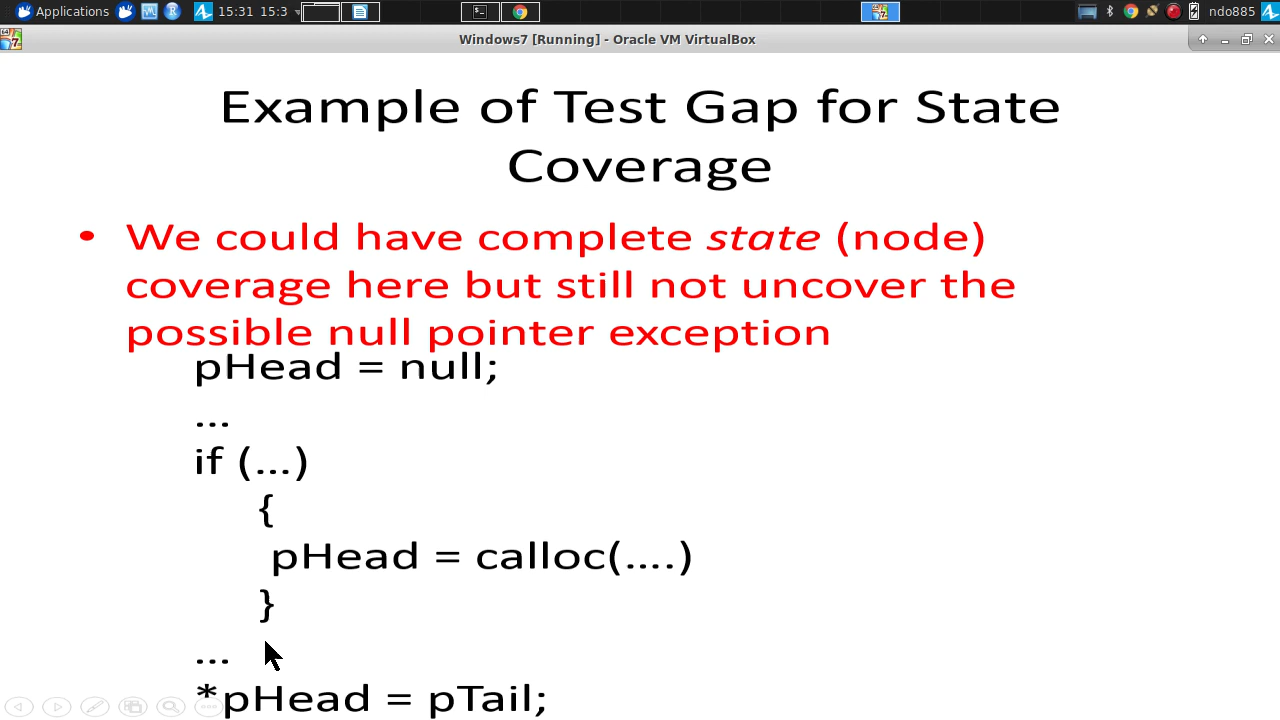 Applications 15:31 15:3 ndo885
Windows7 [Running] - Oracle VM VirtualBox
Example of Test Gap for State
Coverage
• We could have complete state (node)
coverage here but still not uncover the
possible null pointer exception
pHead = null;
...
if (...)
{
pHead = calloc(....)
}
...
*pHead = pTail;